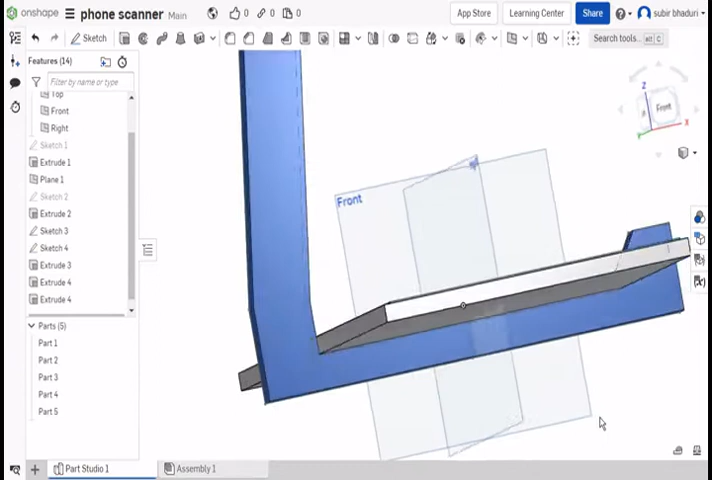 onshape phone scanner Main 0 0 0 App Store Learning Center Share subir bhaduri
Sketch Search tools... alt C
Features (14)
Filter by name or type
Top
Front
Right
Sketch 1
Extrude 1
Plane 1
Sketch 2
Extrude 2
Sketch 3
Sketch 4
Extrude 3
Extrude 4
Extrude 4
Parts (5)
Part 1
Part 2
Part 3
Part 4
Part 5
Front
Z
Front
X
Part Studio 1 Assembly 1